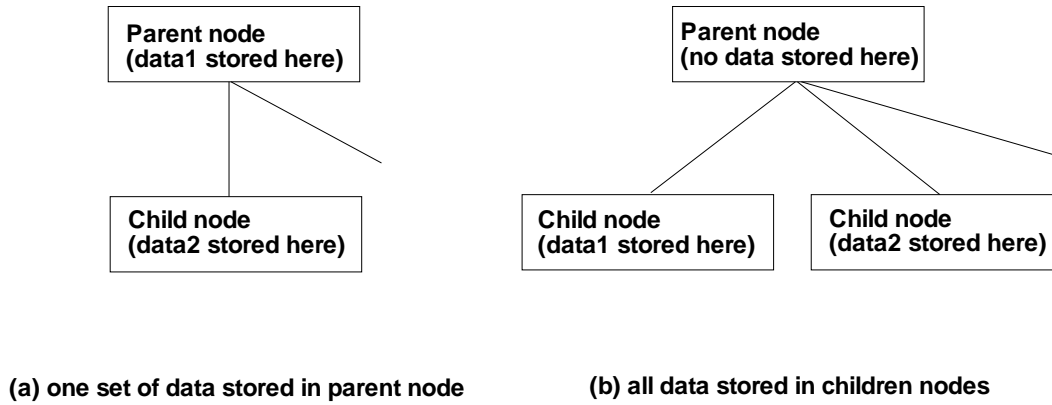 Parent node
(data1 stored here)
Child node
(data2 stored here)
(a) one set of data stored in parent node
Parent node
(no data stored here)
Child node
(data1 stored here)
Child node
(data2 stored here)
(b) all data stored in children nodes